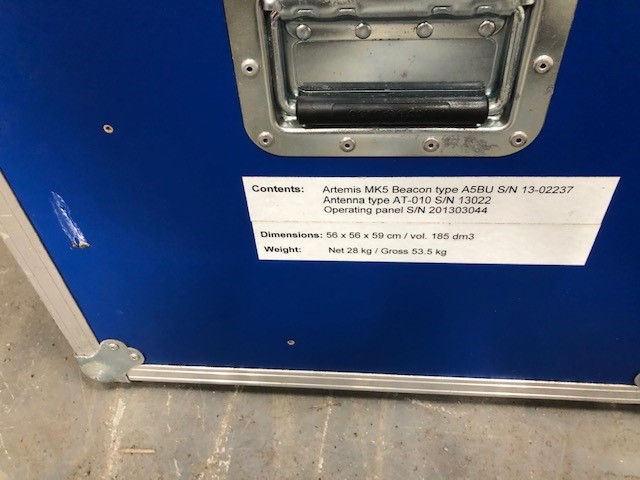 Contents: Artemis MK5 Beacon type A5BU S/N 13-02237
Antenna type AT-010 S/N 13022
Operating panel S/N 201303044
Dimensions: 56 x 56 x 59 cm / vol. 185 dm3
Weight: Net 28 kg / Gross 53.5 kg